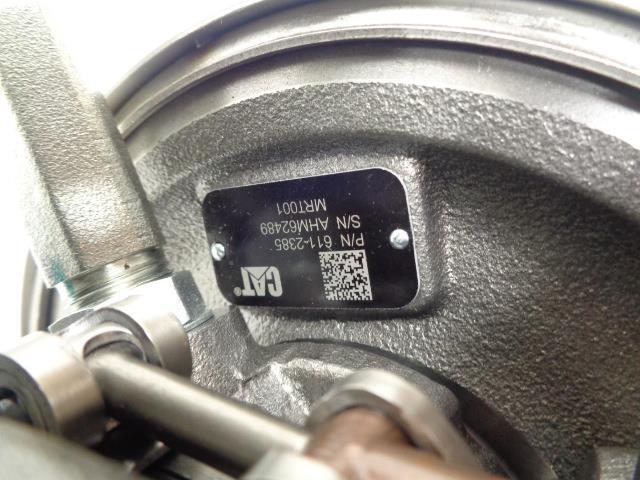 CAT®
P/N 611-2385
S/N AHM62489
MRT001